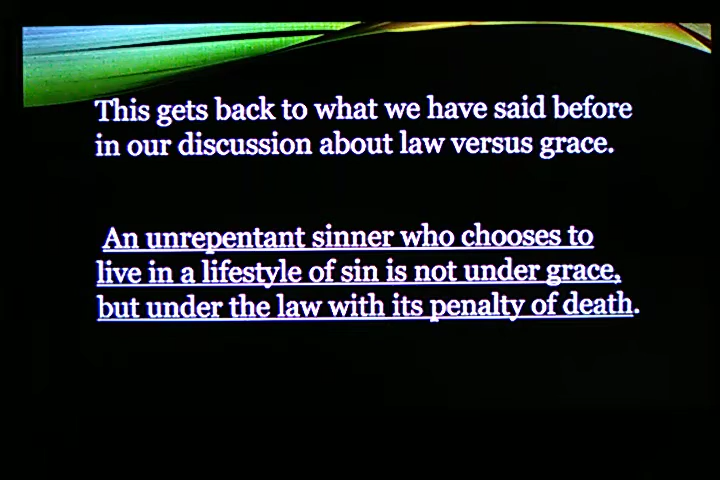 This gets back to what we have said before
in our discussion about law versus grace.
An unrepentant sinner who chooses to
live in a lifestyle of sin is not under grace,
but under the law with its penalty of death.